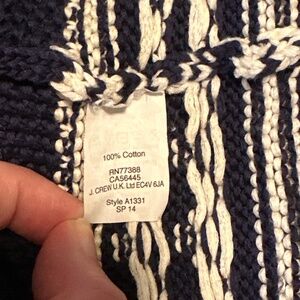 100% Cotton
RN77388
CA56445
J. CREW U.K. Ltd EC4V 6JA
Style A1331
SP 14